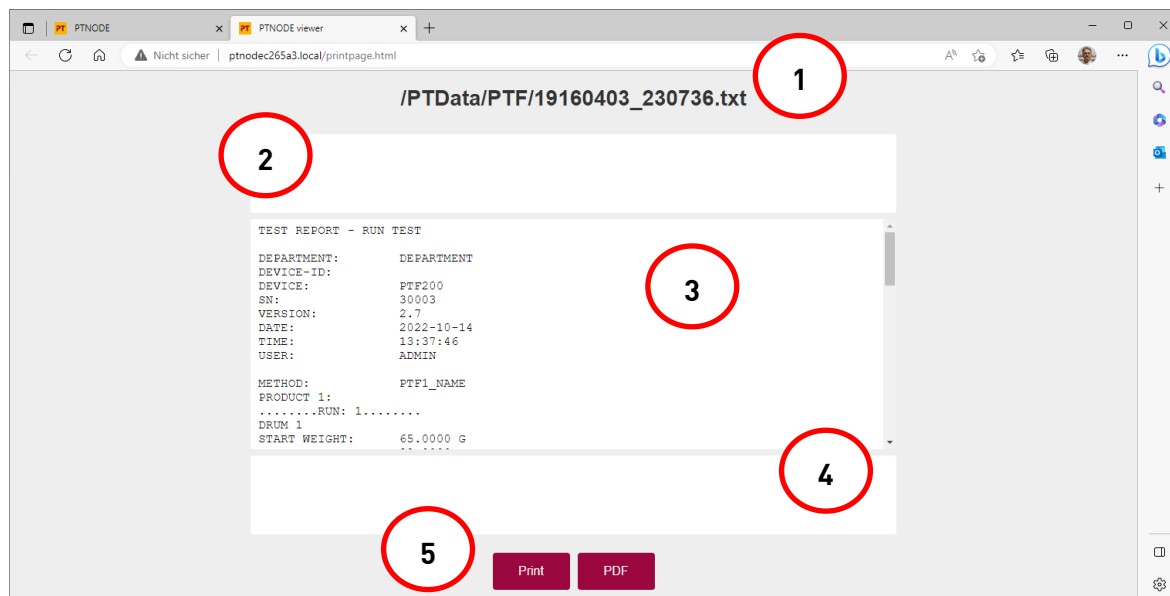 PT PTNODE
PT PTNODE viewer
Nicht sicher | ptnodec265a3.local/printpage.html
1
/PTData/PTF/19160403_230736.txt
2
TEST REPORT - RUN TEST
DEPARTMENT: DEPARTMENT
DEVICE-ID:
DEVICE: PTF200
SN: 30003
VERSION: 2.7
DATE: 2022-10-14
TIME: 13:37:46
USER: ADMIN
3
METHOD: PTF1_NAME
PRODUCT 1:
........RUN: 1........
DRUM 1
START WEIGHT: 65.0000 G
4
5
Print
PDF